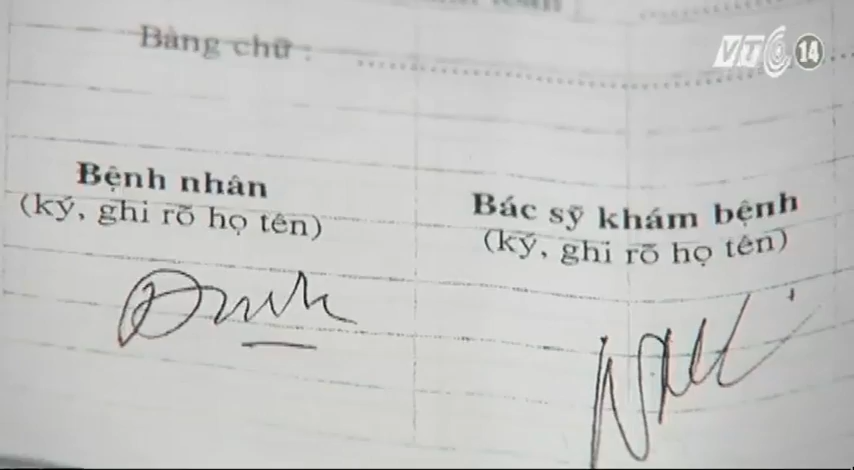 VTC 14
Bằng chữ :
Bệnh nhân
(ký, ghi rõ họ tên)
Bác sỹ khám bệnh
(ký, ghi rõ họ tên)